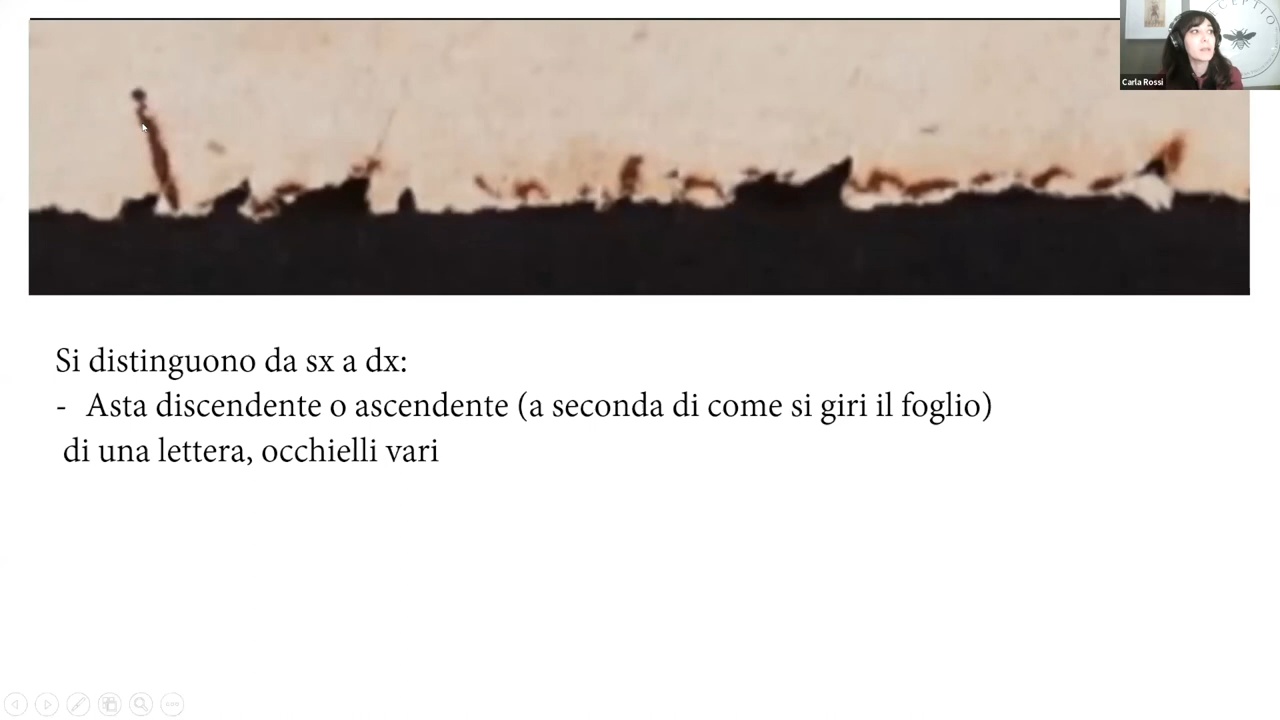 CEPTIO
Carla Rossi
Si distinguono da sx a dx:
- Asta discendente o ascendente (a seconda di come si giri il foglio)
di una lettera, occhielli vari